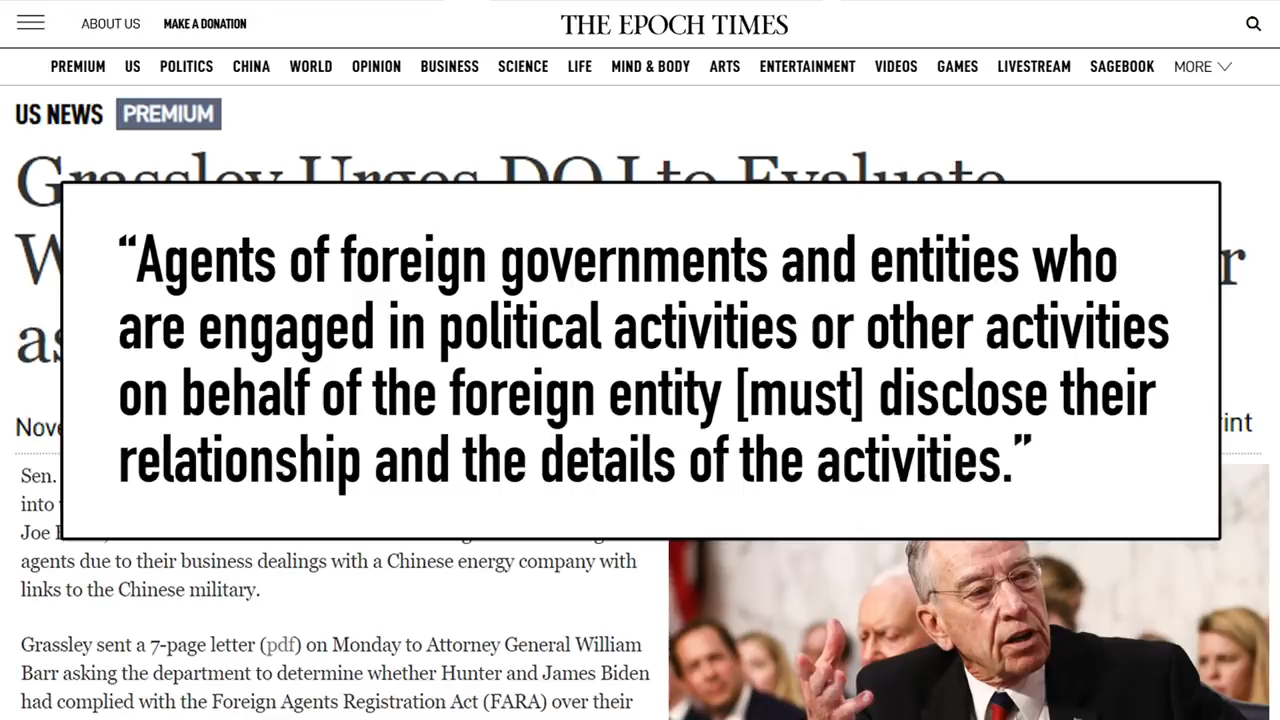 ABOUT US MAKE A DONATION THE EPOCH TIMES
PREMIUM US POLITICS CHINA WORLD OPINION BUSINESS SCIENCE LIFE MIND & BODY ARTS ENTERTAINMENT VIDEOS GAMES LIVESTREAM SAGEBOOK MORE
US NEWS PREMIUM
Grassley Urges DOJ to Evaluate
“Agents of foreign governments and entities who
are engaged in political activities or other activities
on behalf of the foreign entity [must] disclose their
relationship and the details of the activities.”
Sen.
into
Joe
agents due to their business dealings with a Chinese energy company with
links to the Chinese military.
Grassley sent a 7-page letter (pdf) on Monday to Attorney General William
Barr asking the department to determine whether Hunter and James Biden
had complied with the Foreign Agents Registration Act (FARA) over their